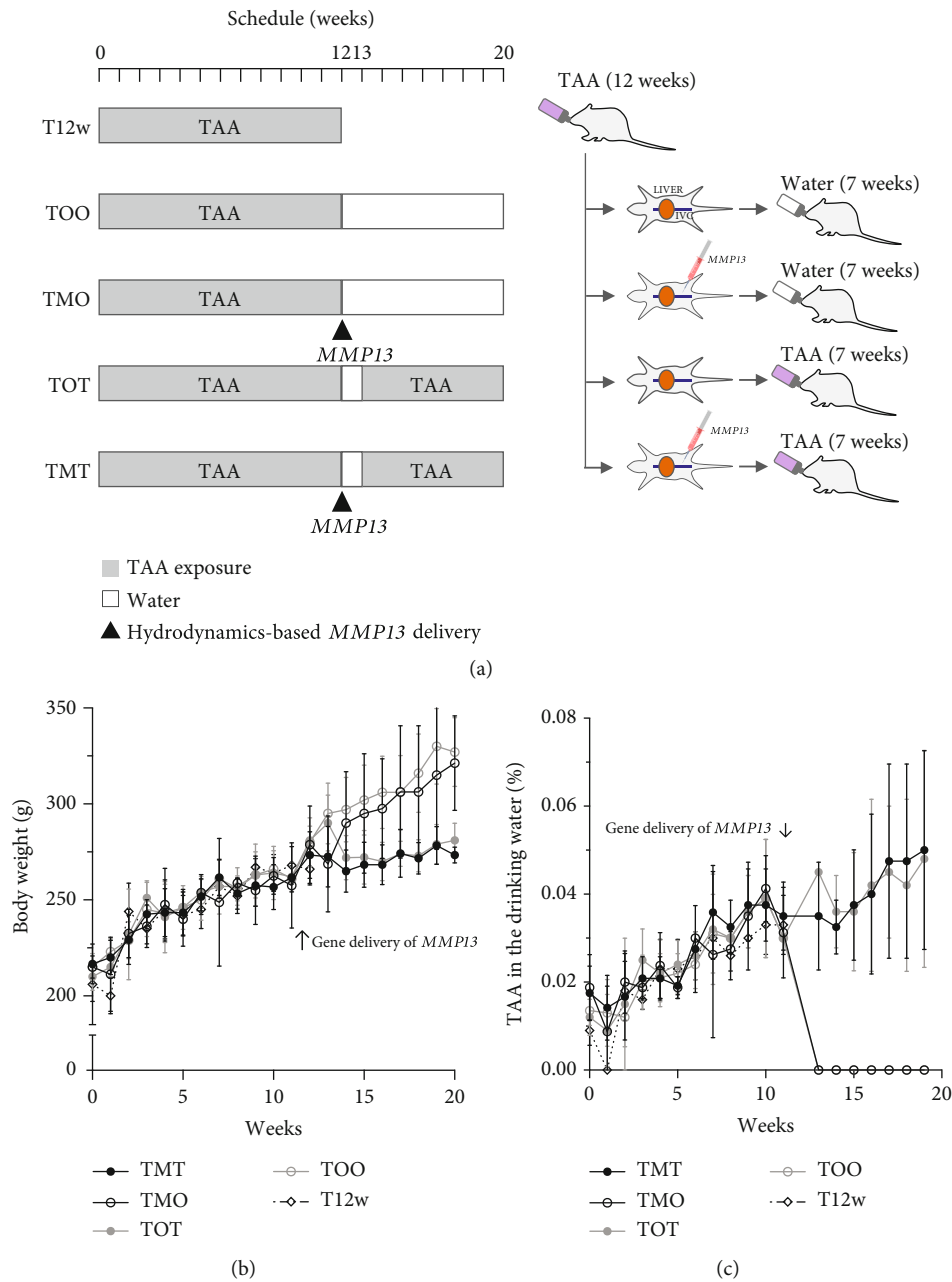 Schedule (weeks)
0 1213 20
T12w TAA
TOO TAA
TMO TAA
MMP13
TOT TAA TAA
TMT TAA TAA
MMP13
TAA exposure
Water
Hydrodynamics-based MMP13 delivery
TAA (12 weeks)
LIVER
IVC
Water (7 weeks)
MMP13
Water (7 weeks)
TAA (7 weeks)
MMP13
TAA (7 weeks)
(a)
Body weight (g)
350
300
250
200
0
Gene delivery of MMP13
0 5 10 15 20
Weeks
TMT TOO
TMO T12w
TOT
(b)
TAA in the drinking water (%)
0.08
0.06
0.04
0.02
0.00
Gene delivery of MMP13
0 5 10 15 20
Weeks
TMT TOO
TMO T12w
TOT
(c)